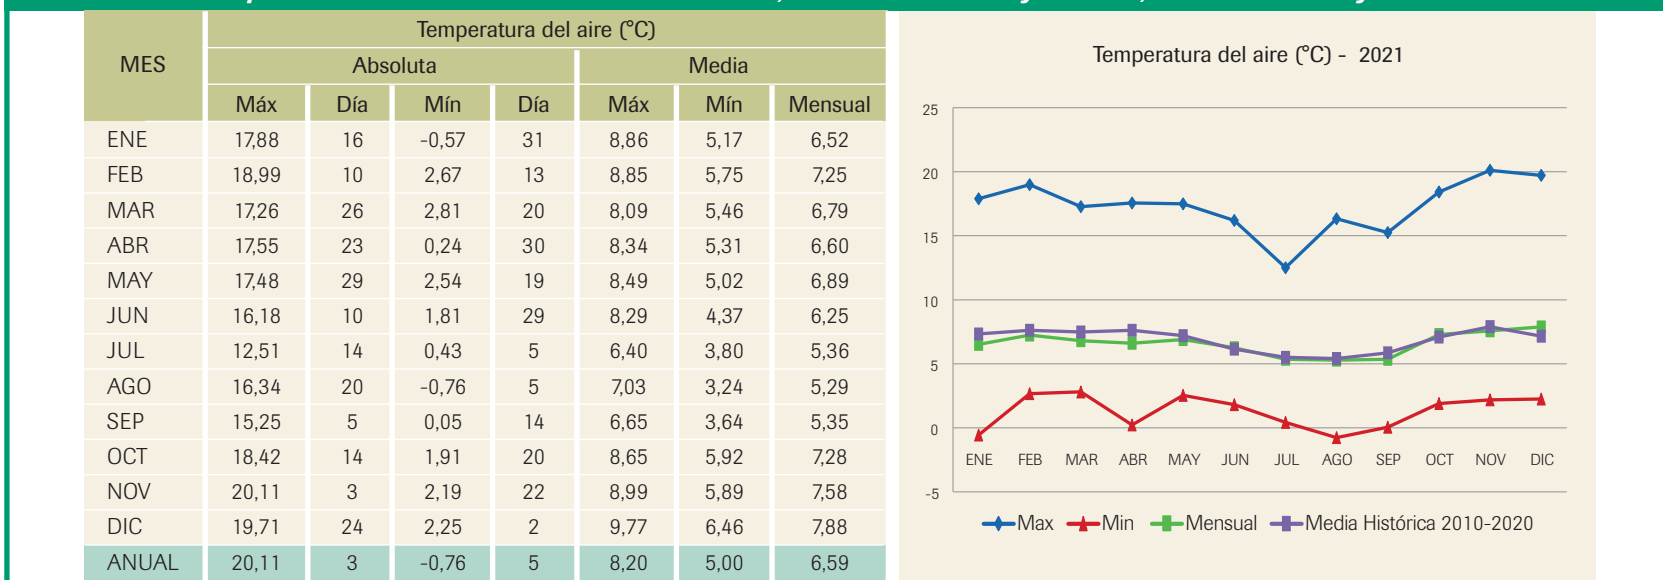 Temperatura del aire (°C)
MES Absoluta Media
Máx Día Mín Día Máx Mín Mensual
ENE 17,88 16 -0,57 31 8,86 5,17 6,52
FEB 18,99 10 2,67 13 8,85 5,75 7,25
MAR 17,26 26 2,81 20 8,09 5,46 6,79
ABR 17,55 23 0,24 30 8,34 5,31 6,60
MAY 17,48 29 2,54 19 8,49 5,02 6,89
JUN 16,18 10 1,81 29 8,29 4,37 6,25
JUL 12,51 14 0,43 5 6,40 3,80 5,36
AGO 16,34 20 -0,76 5 7,03 3,24 5,29
SEP 15,25 5 0,05 14 6,65 3,64 5,35
OCT 18,42 14 1,91 20 8,65 5,92 7,28
NOV 20,11 3 2,19 22 8,99 5,89 7,58
DIC 19,71 24 2,25 2 9,77 6,46 7,88
ANUAL 20,11 3 -0,76 5 8,20 5,00 6,59
Temperatura del aire (°C) - 2021
25
20
15
10
5
0
ENE FEB MAR ABR MAY JUN JUL AGO SEP OCT NOV DIC
-5
Max Min Mensual Media Histórica 2010-2020